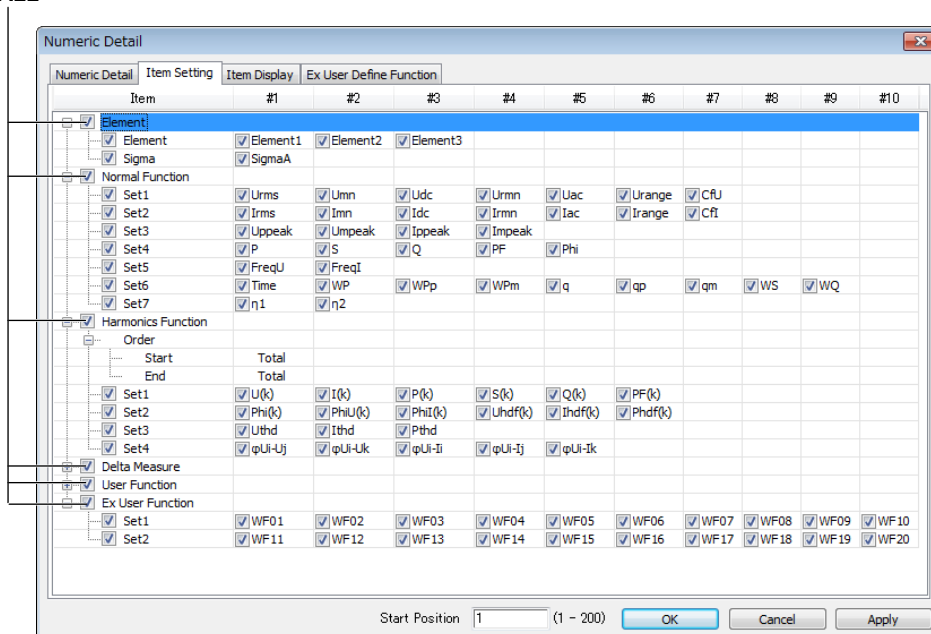 Numeric Detail
Numeric Detail Item Setting Item Display Ex User Define Function
Item #1 #2 #3 #4 #5 #6 #7 #8 #9 #10
Element
Element Element1 Element2 Element3
Sigma SigmaA
Normal Function
Set1 Urms Umn Udc Urmn Uac Urange CfU
Set2 Irms Imn Idc Irmn Iac Irange CfI
Set3 Uppeak Umpeak Ippeak Impeak
Set4 P S Q PF Phi
Set5 FreqU FreqI
Set6 Time WP WPp WPm q qp qm WS WQ
Set7 η1 η2
Harmonics Function
Order
Start Total
End Total
Set1 U(k) I(k) P(k) S(k) Q(k) PF(k)
Set2 Phi(k) PhiU(k) PhiI(k) Uhdf(k) Ihdf(k) Phdf(k)
Set3 Uthd Ithd Pthd
Set4 φUi-Uj φUi-Uk φUi-Ii φUi-Ij φUi-Ik
Delta Measure
User Function
Ex User Function
Set1 WF01 WF02 WF03 WF04 WF05 WF06 WF07 WF08 WF09 WF10
Set2 WF11 WF12 WF13 WF14 WF15 WF16 WF17 WF18 WF19 WF20
Start Position 1 (1 - 200) OK Cancel Apply